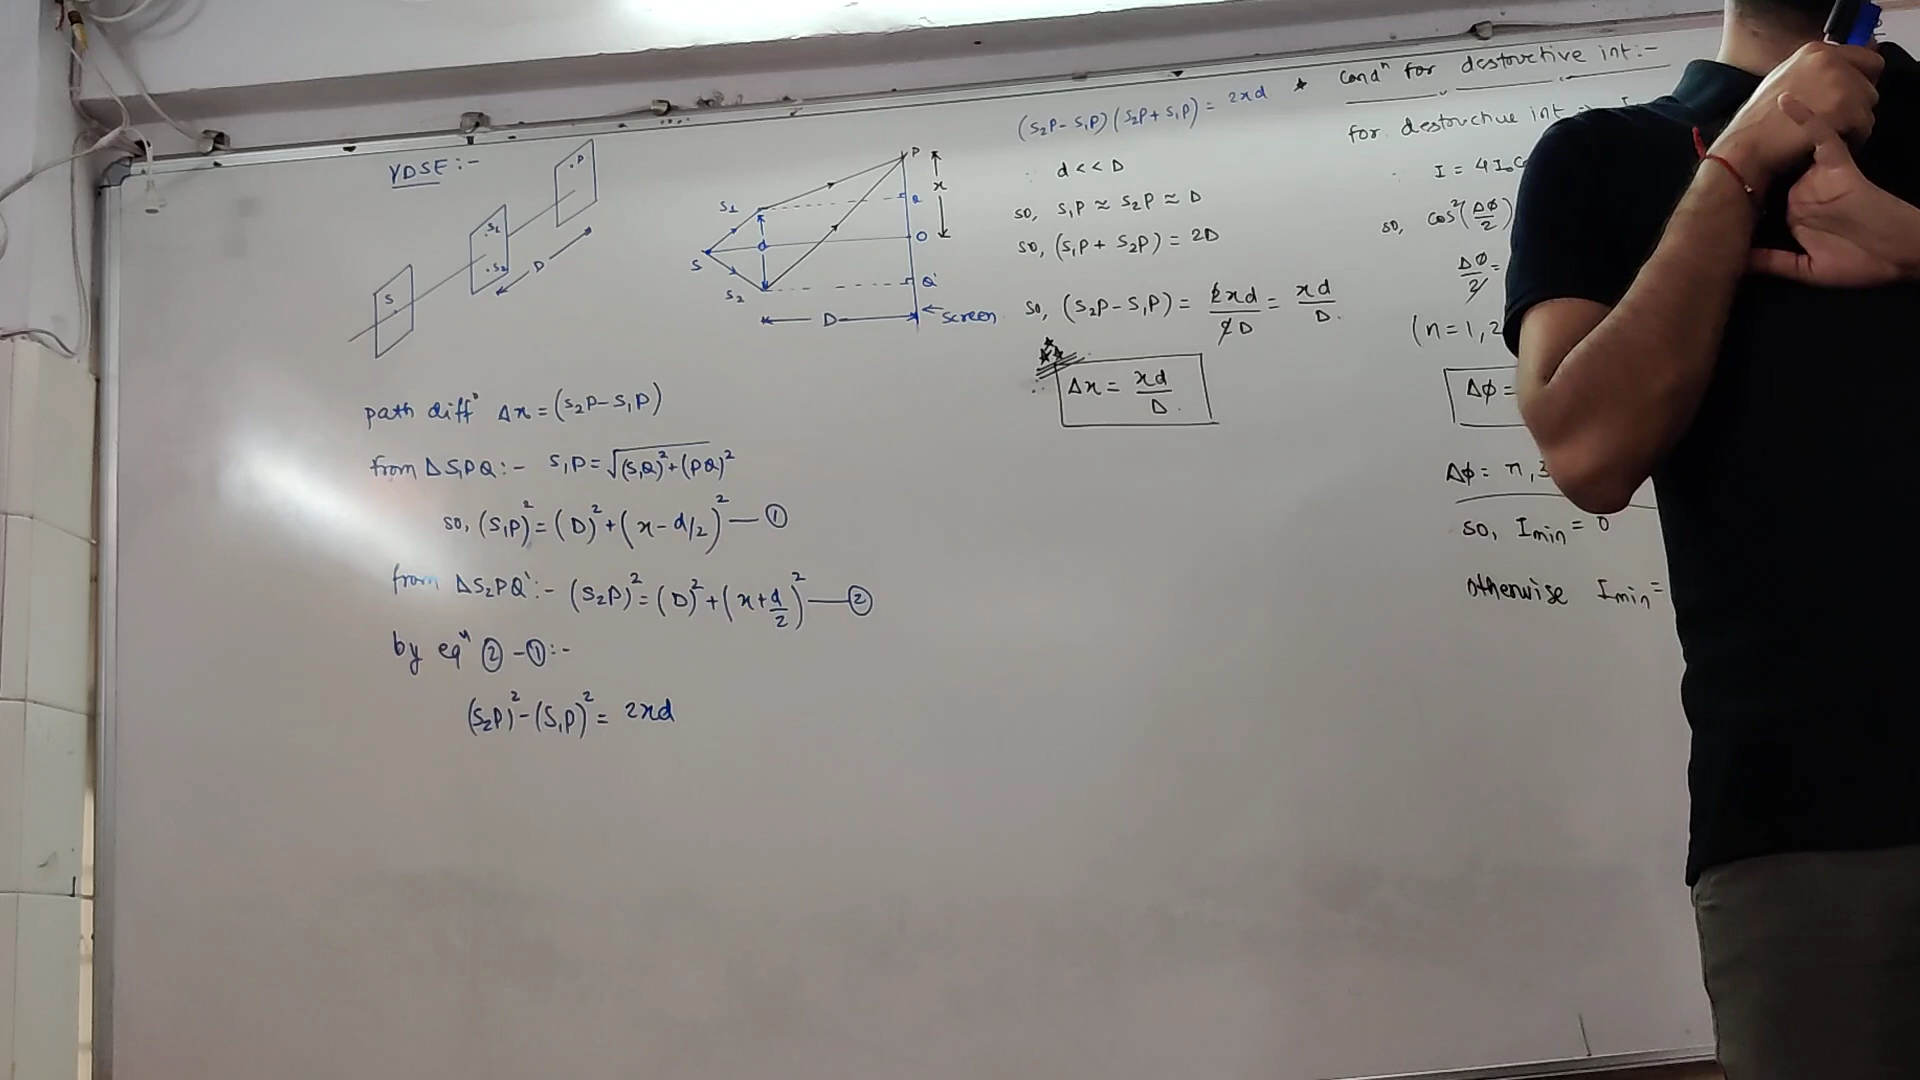 YDSE :-
S
S1
S2
D
P
S1
S
S2
d
P
x
Q
O
Q'
D
screen
path diffⁿ Δx = (S2P - S1P)
from ΔS1PQ :- S1P = √(S1Q)² + (PQ)²
so, (S1P)² = (D)² + (x - d/2)² — ①
from ΔS2PQ' :- (S2P)² = (D)² + (x + d/2)² — ②
by eqⁿ ② - ① :-
(S2P)² - (S1P)² = 2xd
(S2P - S1P) (S2P + S1P) = 2xd
∵ d << D
so, S1P ≈ S2P ≈ D
so, (S1P + S2P) = 2D
so, (S2P - S1P) = 2xd/2D = xd/D.
∴ Δx = xd/D.
* Condⁿ for destructive int :-
for destructive int
∵ I = 4I0
so, cos²(Δφ/2)
Δφ/2 =
(n = 1, 2
Δφ =
Δφ = π, 3
so, Imin = 0
otherwise Imin =